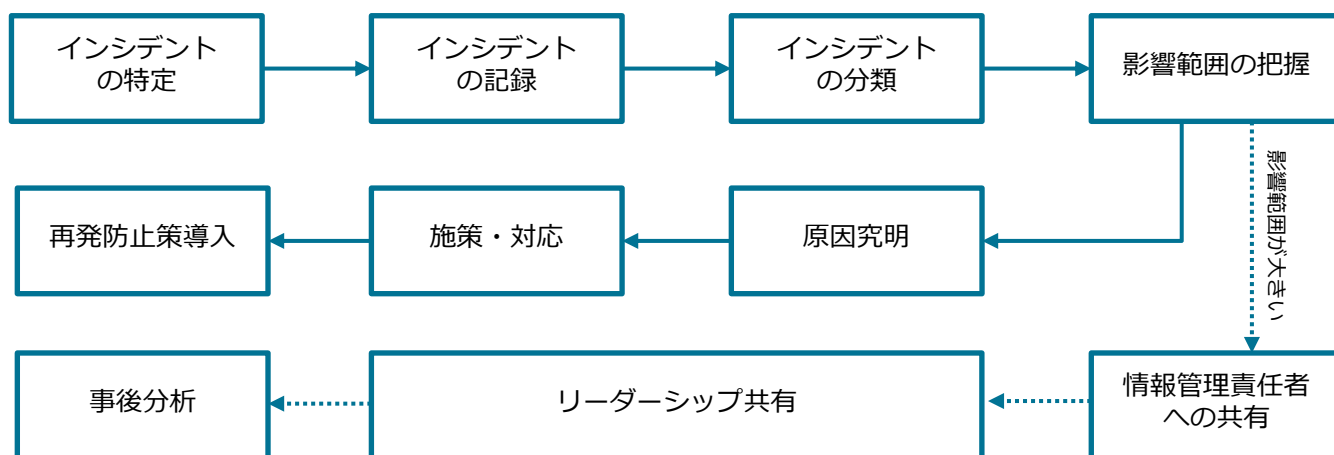 インシデント
の特定
インシデント
の記録
インシデント
の分類
影響範囲の把握
影響範囲が大きい
再発防止策導入
施策・対応
原因究明
事後分析
リーダーシップ共有
情報管理責任者
への共有